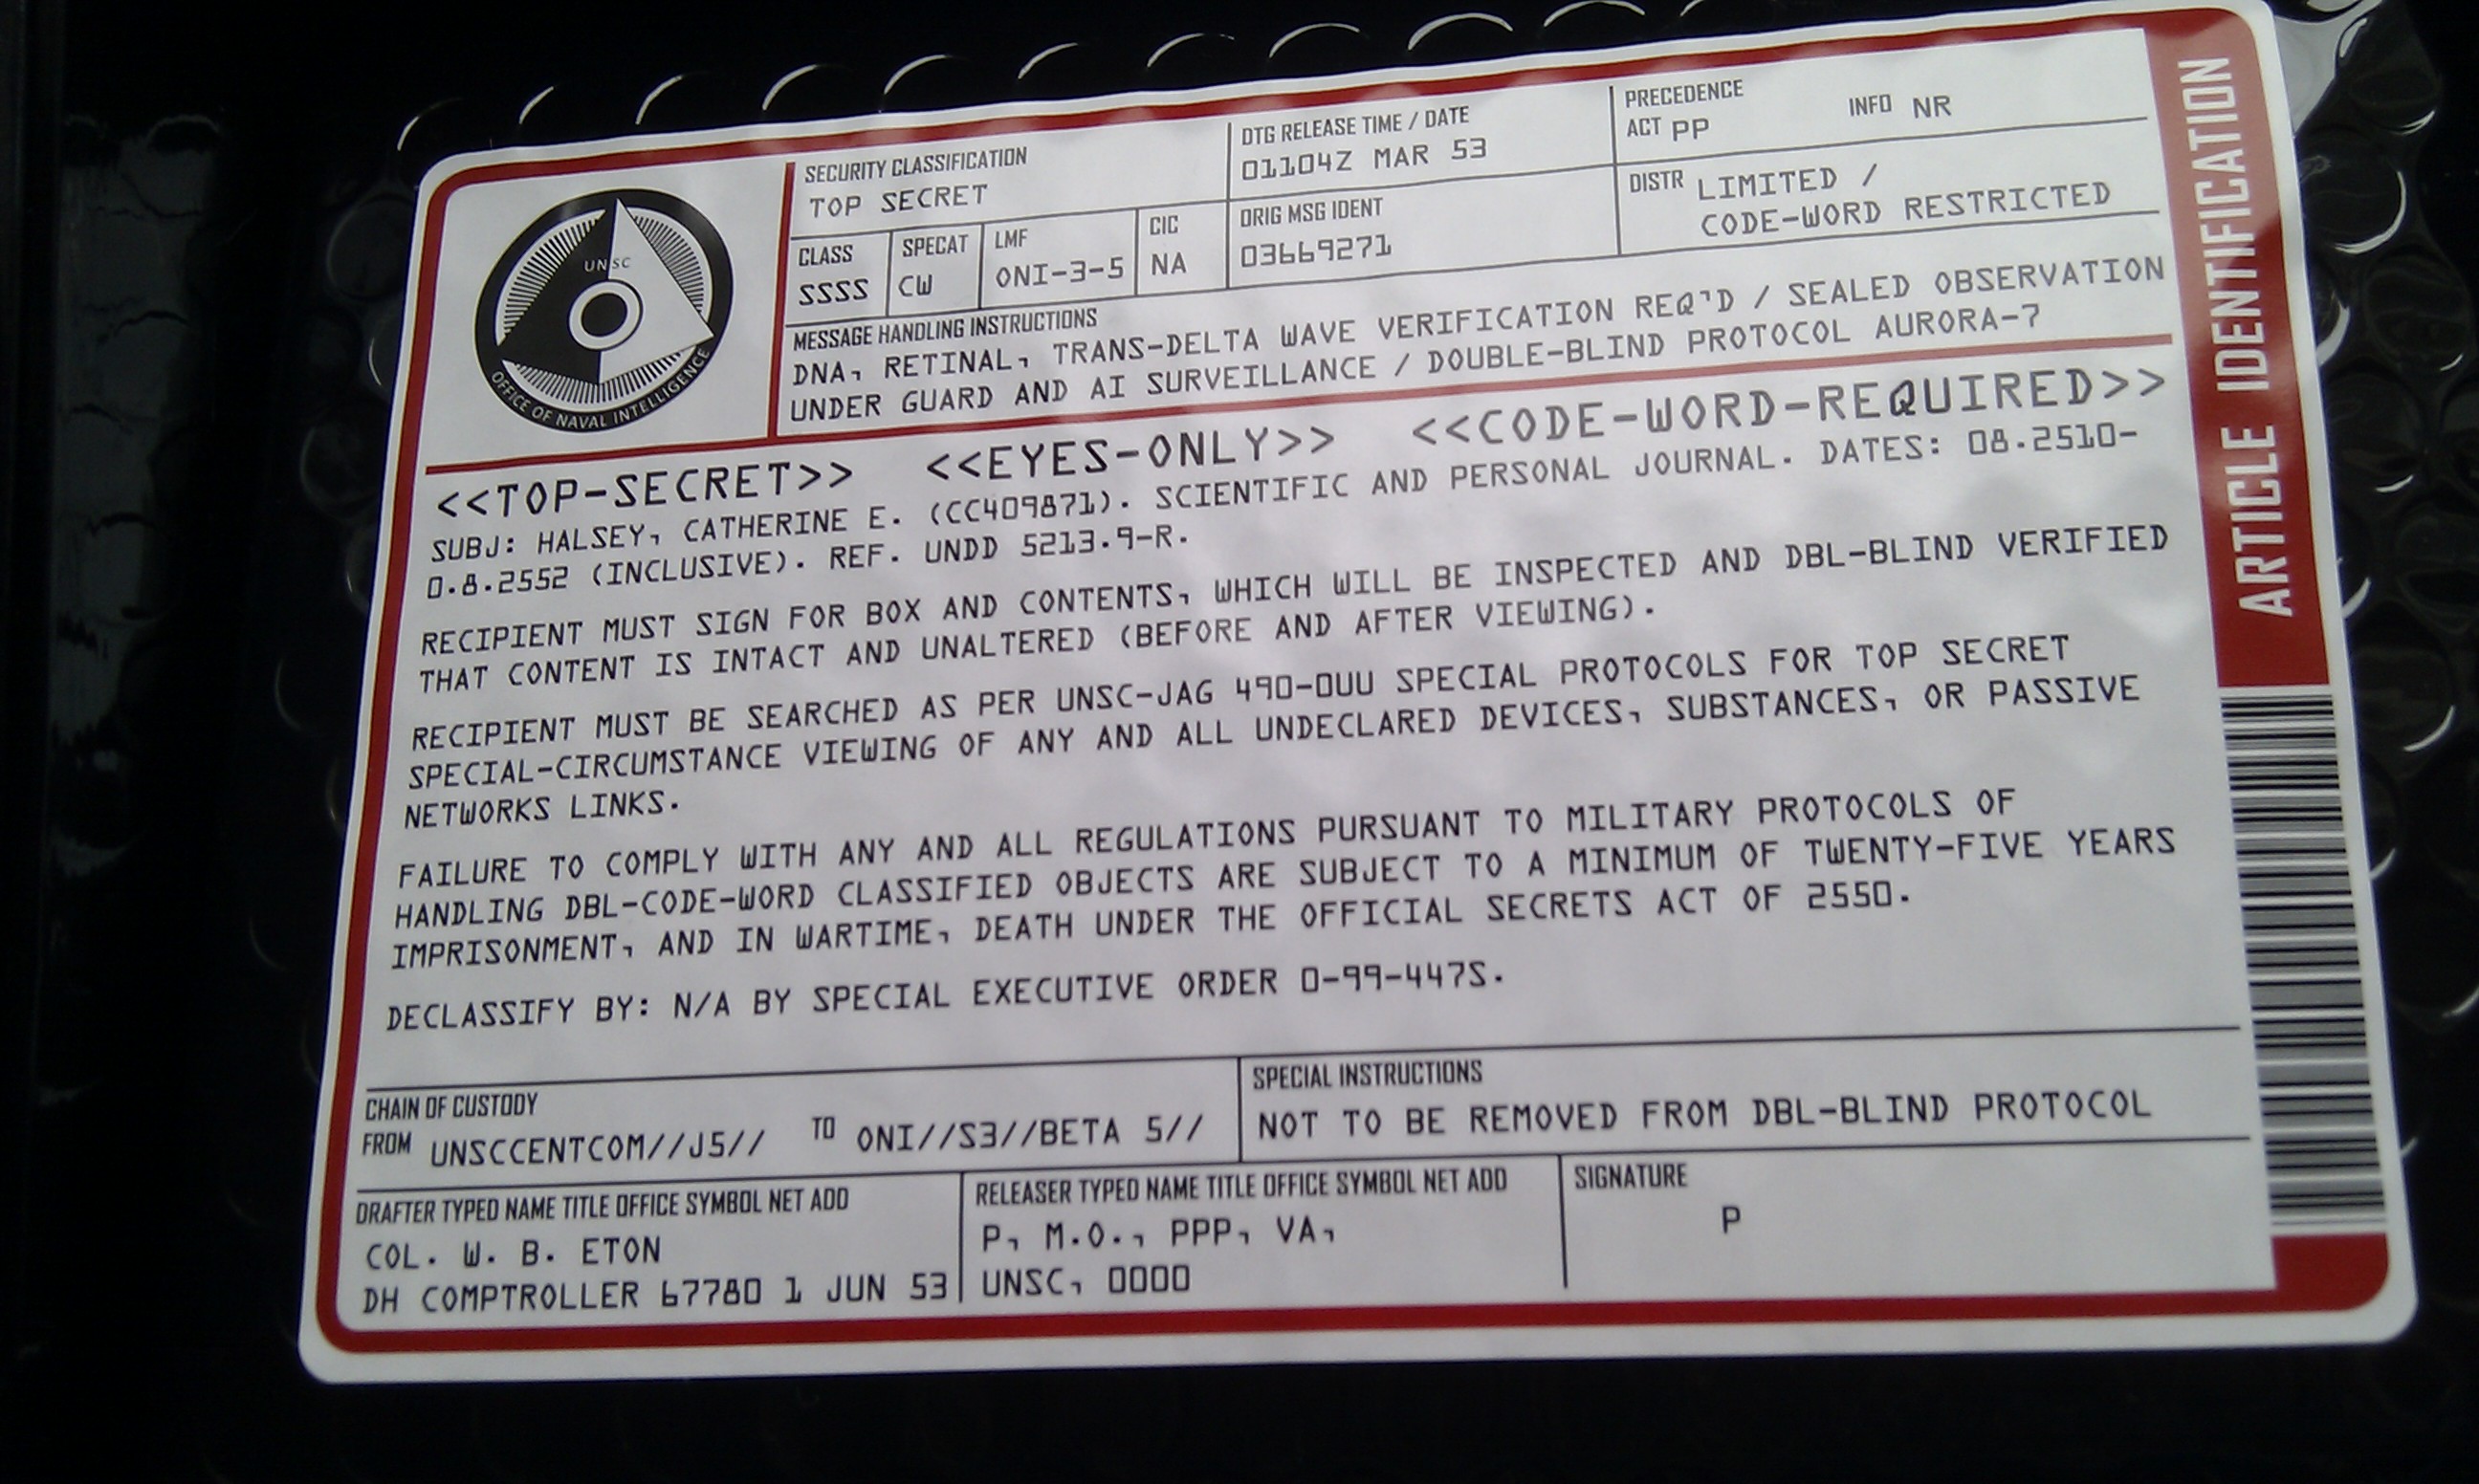 UNSC
OFFICE OF NAVAL INTELLIGENCE
SECURITY CLASSIFICATION
TOP SECRET
DTG RELEASE TIME / DATE
01104Z MAR 53
PRECEDENCE
ACT PP INFO NR
CLASS
SSSS
SPECAT
CW
LMF
ONI-3-5
CIC
NA
ORIG MSG IDENT
03669271
DISTR LIMITED /
CODE-WORD RESTRICTED
MESSAGE HANDLING INSTRUCTIONS
DNA, RETINAL, TRANS-DELTA WAVE VERIFICATION REQ'D / SEALED OBSERVATION
UNDER GUARD AND AI SURVEILLANCE / DOUBLE-BLIND PROTOCOL AURORA-7
<<TOP-SECRET>> <<EYES-ONLY>> <<CODE-WORD-REQUIRED>>
SUBJ: HALSEY, CATHERINE E. (CC409871). SCIENTIFIC AND PERSONAL JOURNAL. DATES: 08.2510-
0.8.2552 (INCLUSIVE). REF. UNDD 5213.9-R.
RECIPIENT MUST SIGN FOR BOX AND CONTENTS, WHICH WILL BE INSPECTED AND DBL-BLIND VERIFIED
THAT CONTENT IS INTACT AND UNALTERED (BEFORE AND AFTER VIEWING).
RECIPIENT MUST BE SEARCHED AS PER UNSC-JAG 490-OUU SPECIAL PROTOCOLS FOR TOP SECRET
SPECIAL-CIRCUMSTANCE VIEWING OF ANY AND ALL UNDECLARED DEVICES, SUBSTANCES, OR PASSIVE
NETWORKS LINKS.
FAILURE TO COMPLY WITH ANY AND ALL REGULATIONS PURSUANT TO MILITARY PROTOCOLS OF
HANDLING DBL-CODE-WORD CLASSIFIED OBJECTS ARE SUBJECT TO A MINIMUM OF TWENTY-FIVE YEARS
IMPRISONMENT, AND IN WARTIME, DEATH UNDER THE OFFICIAL SECRETS ACT OF 2550.
DECLASSIFY BY: N/A BY SPECIAL EXECUTIVE ORDER 0-99-447S.
CHAIN OF CUSTODY
FROM UNSCCENTCOM//J5// TO ONI//S3//BETA 5//
SPECIAL INSTRUCTIONS
NOT TO BE REMOVED FROM DBL-BLIND PROTOCOL
DRAFTER TYPED NAME TITLE OFFICE SYMBOL NET ADD
COL. W. B. ETON
DH COMPTROLLER 67780 1 JUN 53
RELEASER TYPED NAME TITLE OFFICE SYMBOL NET ADD
P, M.O., PPP, VA,
UNSC, 0000
SIGNATURE
P
ARTICLE IDENTIFICATION